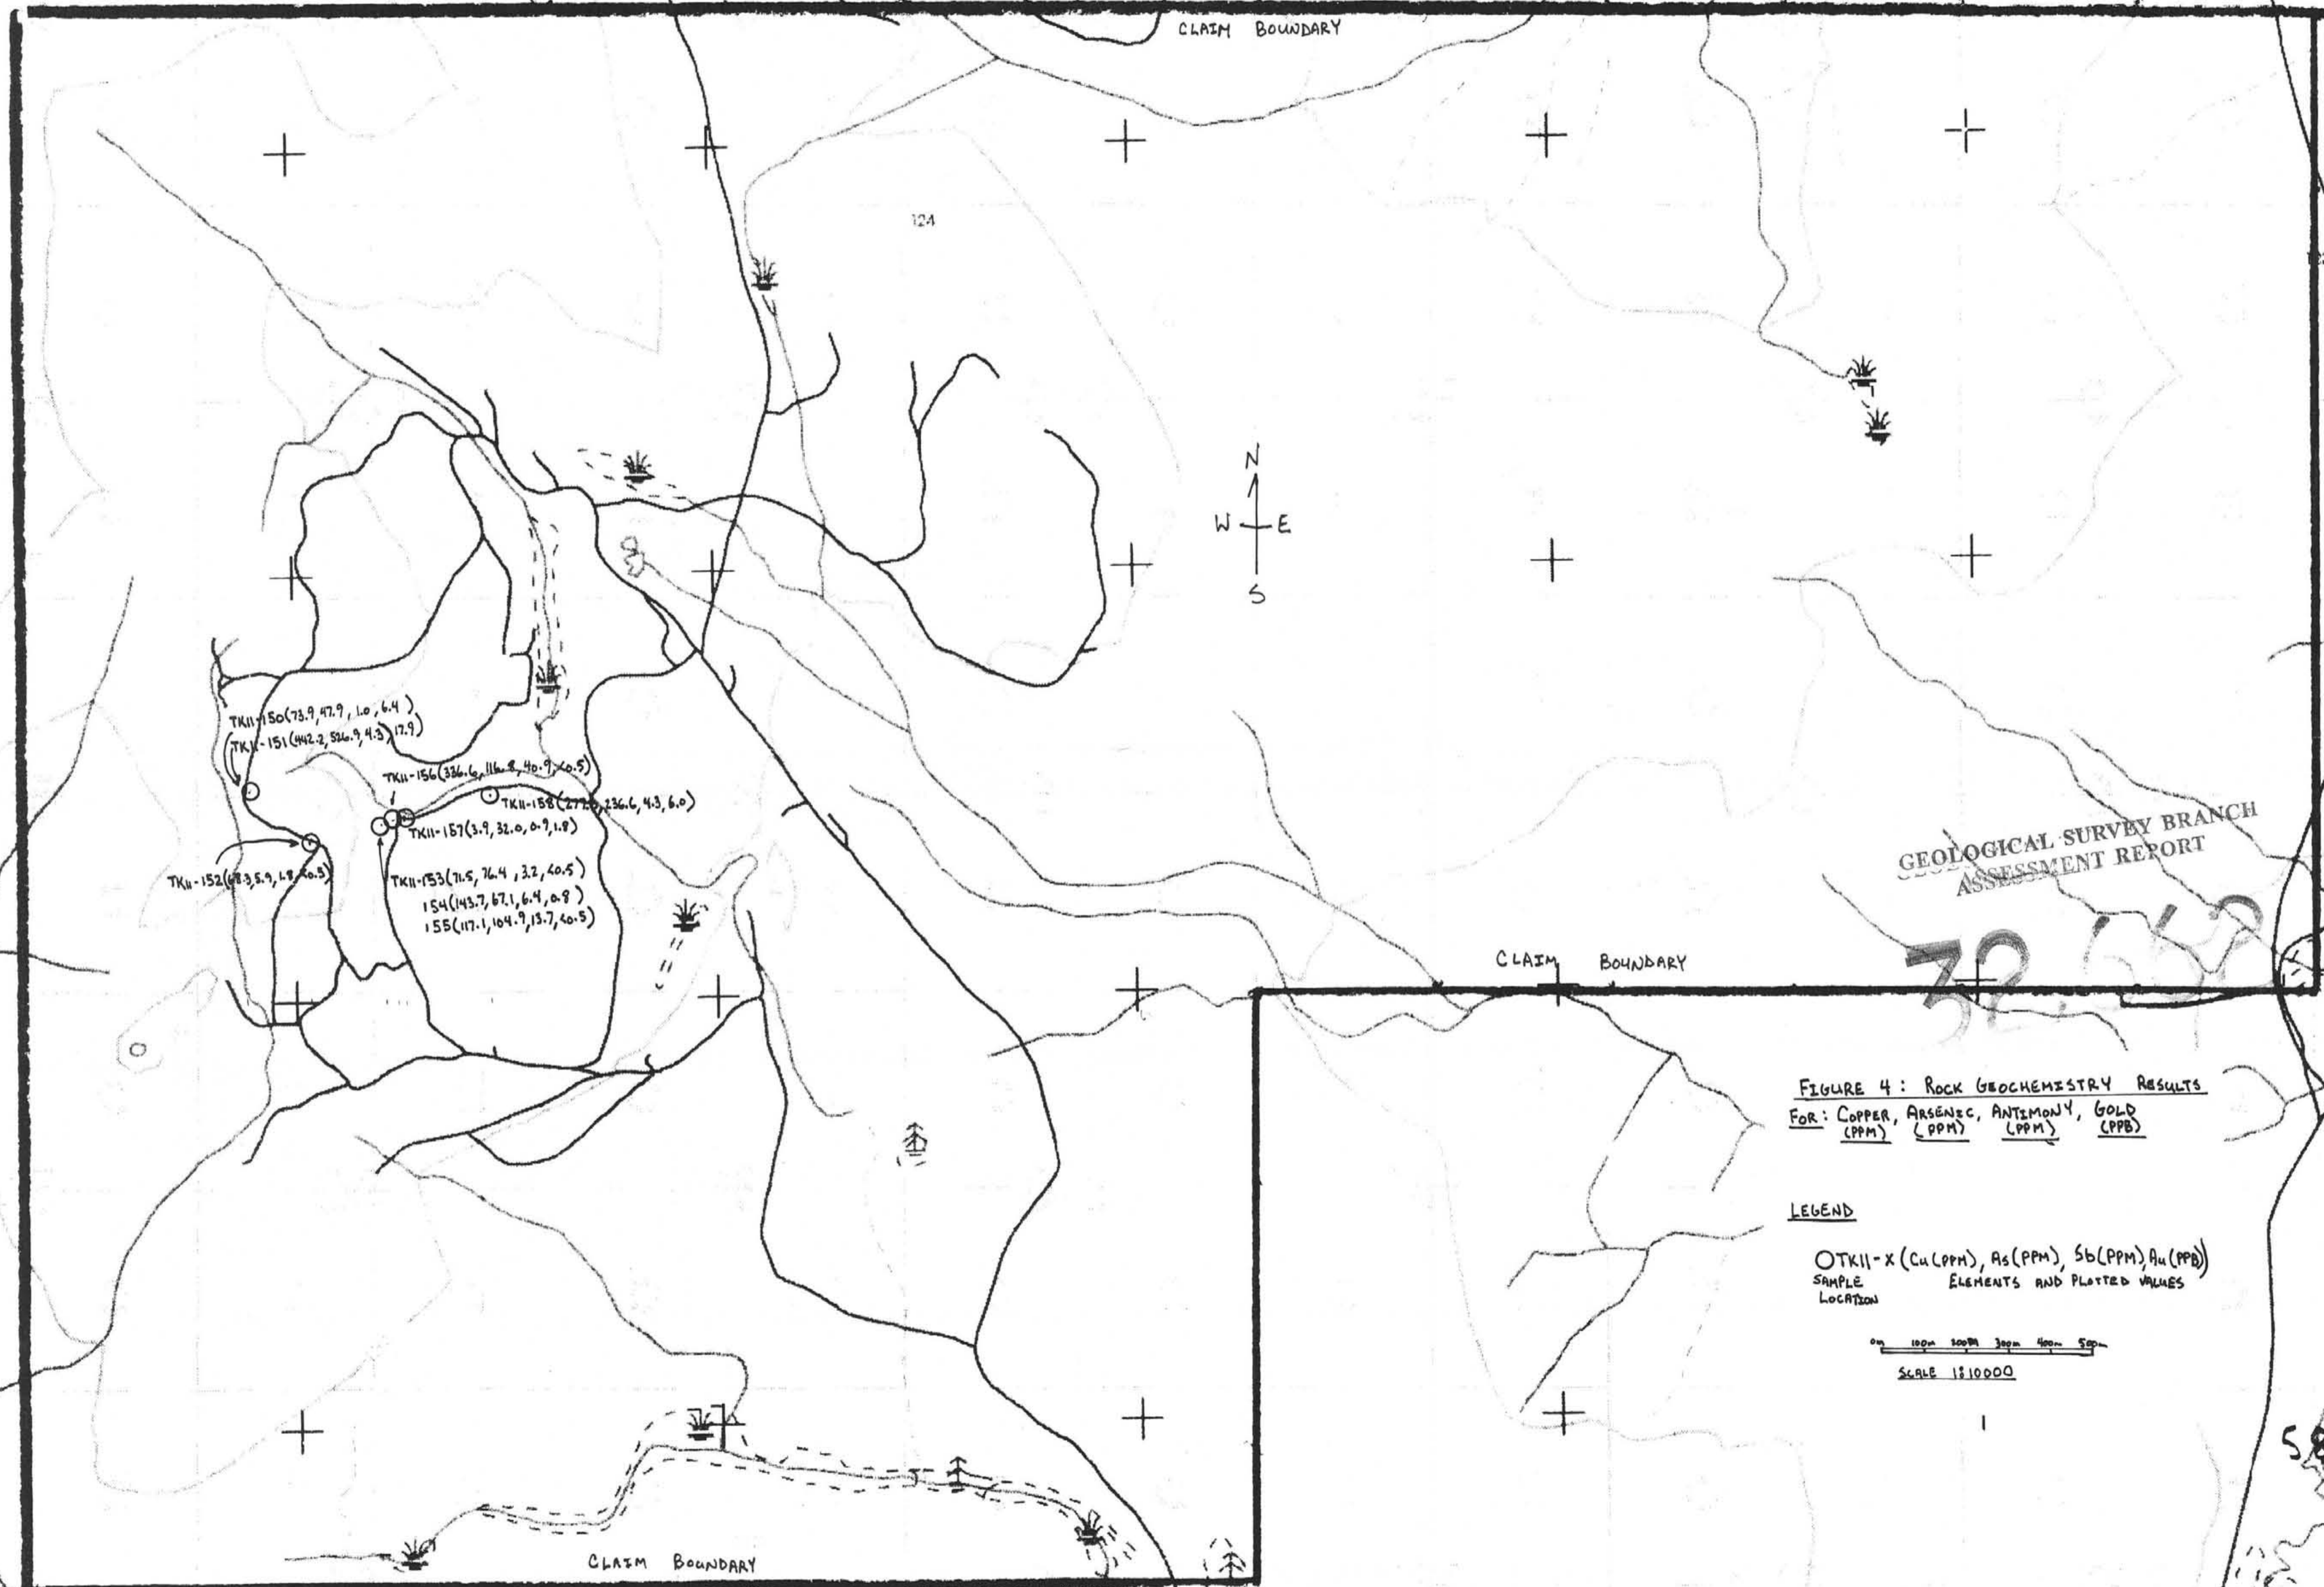 CLAIM BOUNDARY
124
N
W E
S
TK11-150(73.9,47.9,1.0,6.4)
TK11-151(442.2,526.9,4.3,17.9)
TK11-156(336.6,116.8,40.9,<0.5)
TK11-158( 236.6,4.3,6.0)
TK11-157(3.9,32.0,0.9,1.8)
TK11-152( 5.9,1.8,<0.5)
TK11-153(71.5,76.4,3.2,<0.5)
154(143.7,67.1,6.4,0.8)
155(117.1,104.9,13.7,<0.5)
GEOLOGICAL SURVEY BRANCH
ASSESSMENT REPORT
32
CLAIM BOUNDARY
FIGURE 4: ROCK GEOCHEMISTRY RESULTS
FOR: COPPER, ARSENIC, ANTIMONY, GOLD
(PPM) (PPM) (PPM) (PPB)
LEGEND
OTK11-X (Cu(PPM), As(PPM), Sb(PPM), Au(PPB))
SAMPLE ELEMENTS AND PLOTTED VALUES
LOCATION
0m 100m 200m 300m 400m 500m
SCALE 1:10000
CLAIM BOUNDARY